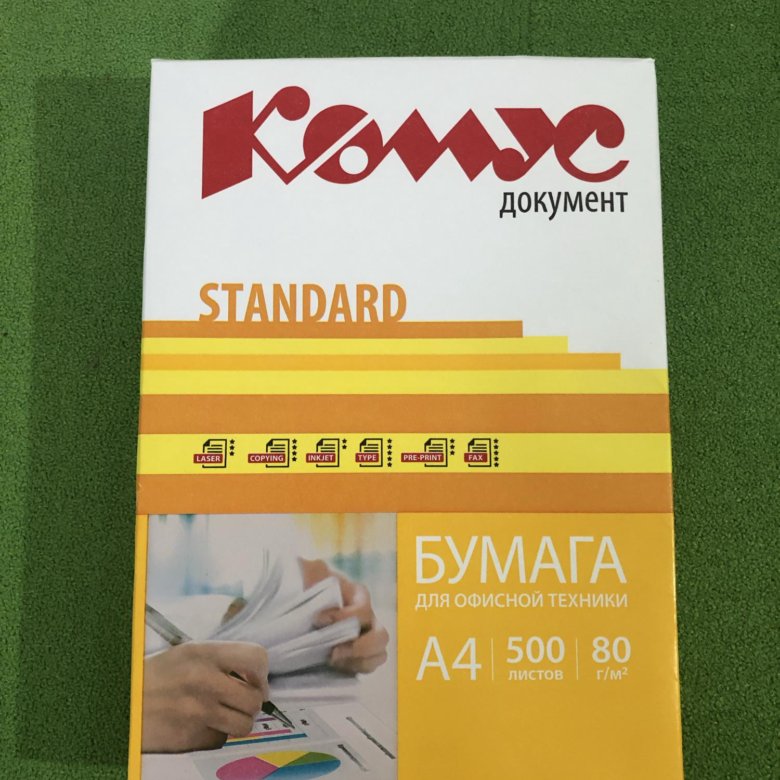 Комус
документ
STANDARD
LASER COPYING INKJET TYPE PRE-PRINT FAX
БУМАГА
ДЛЯ ОФИСНОЙ ТЕХНИКИ
А4 500 листов 80 г/м²